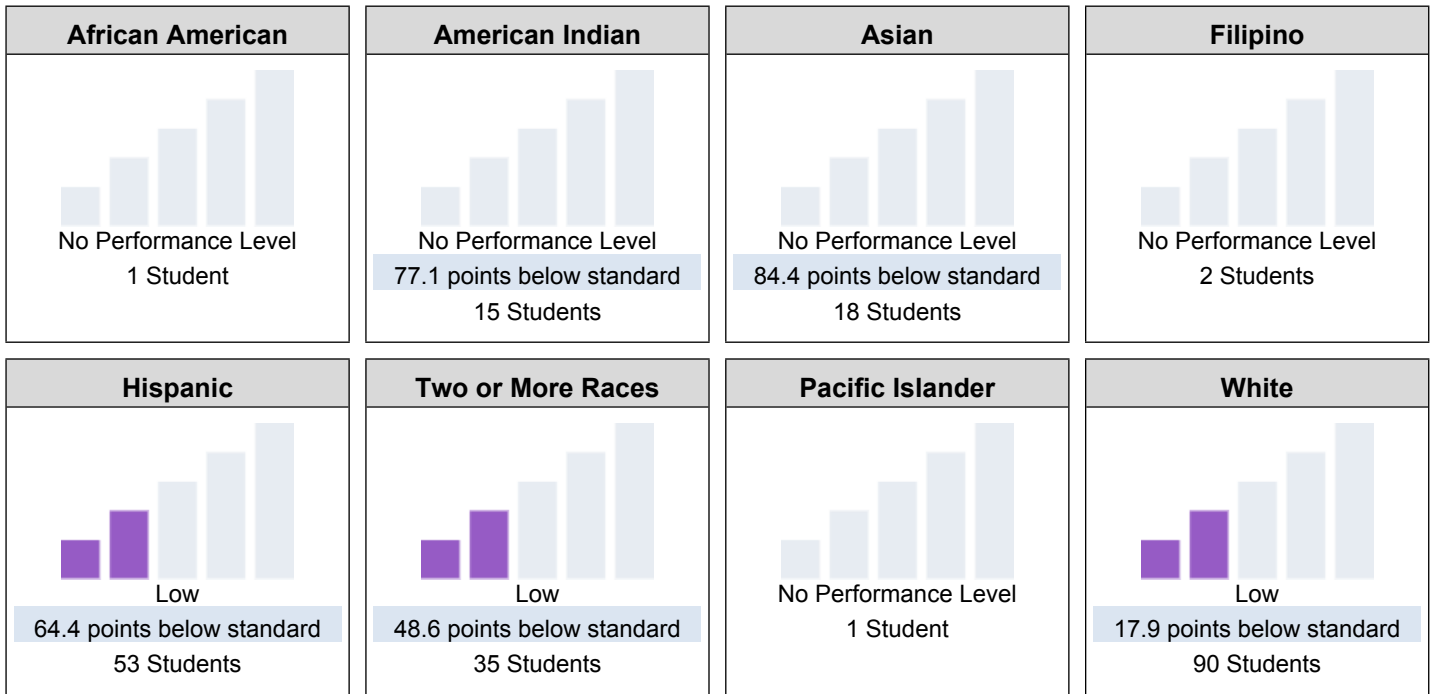 African American
No Performance Level
1 Student
American Indian
No Performance Level
77.1 points below standard
15 Students
Asian
No Performance Level
84.4 points below standard
18 Students
Filipino
No Performance Level
2 Students
Hispanic
Low
64.4 points below standard
53 Students
Two or More Races
Low
48.6 points below standard
35 Students
Pacific Islander
No Performance Level
1 Student
White
Low
17.9 points below standard
90 Students